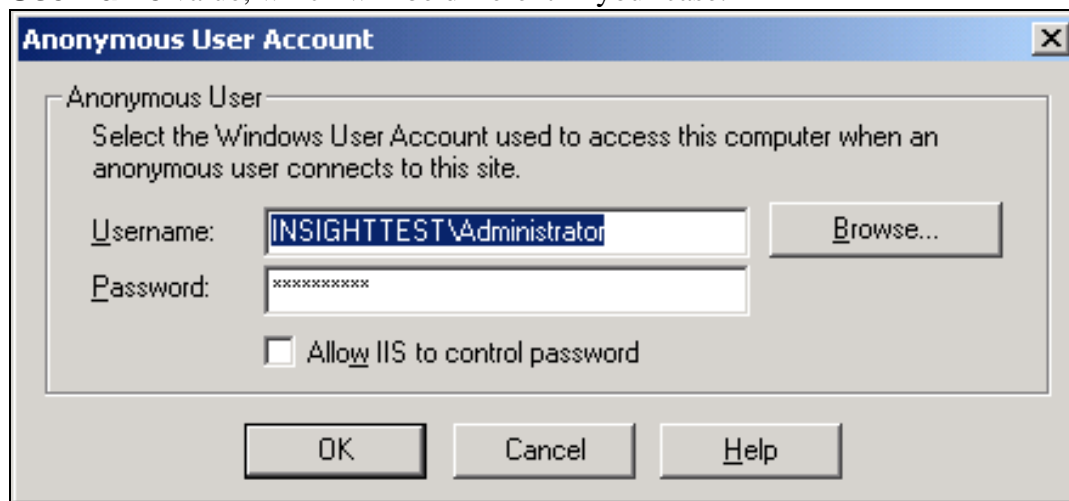 Anonymous User Account
Anonymous User
Select the Windows User Account used to access this computer when an
anonymous user connects to this site.
Username: INSIGHTTEST\Administrator Browse...
Password: **********
Allow IIS to control password
OK Cancel Help